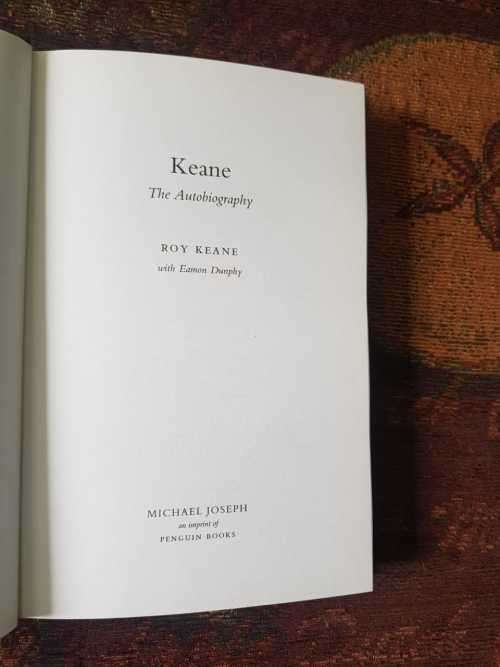 Keane
The Autobiography
ROY KEANE
with Eamon Dunphy
MICHAEL JOSEPH
an imprint of
PENGUIN BOOKS